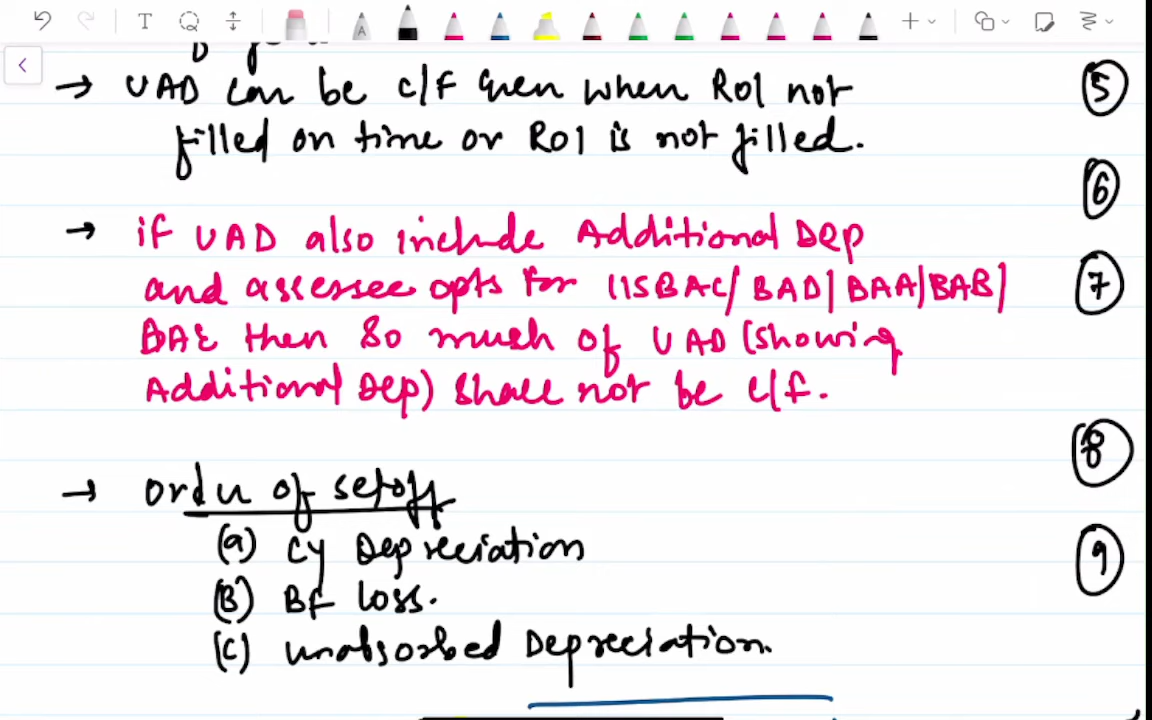 → UAD can be c/f even when ROI not 5
filled on time or ROI is not filled.
6
→ if UAD also include Additional Dep
and assessee opts for 115BAC/BAD/BAA/BAB/ 7
BAE then so much of UAD (showing
Additional Dep) shall not be c/f.
8
→ order of setoff
(a) Cy Depreciation
9
(B) BF loss.
(C) unabsorbed Depreciation.